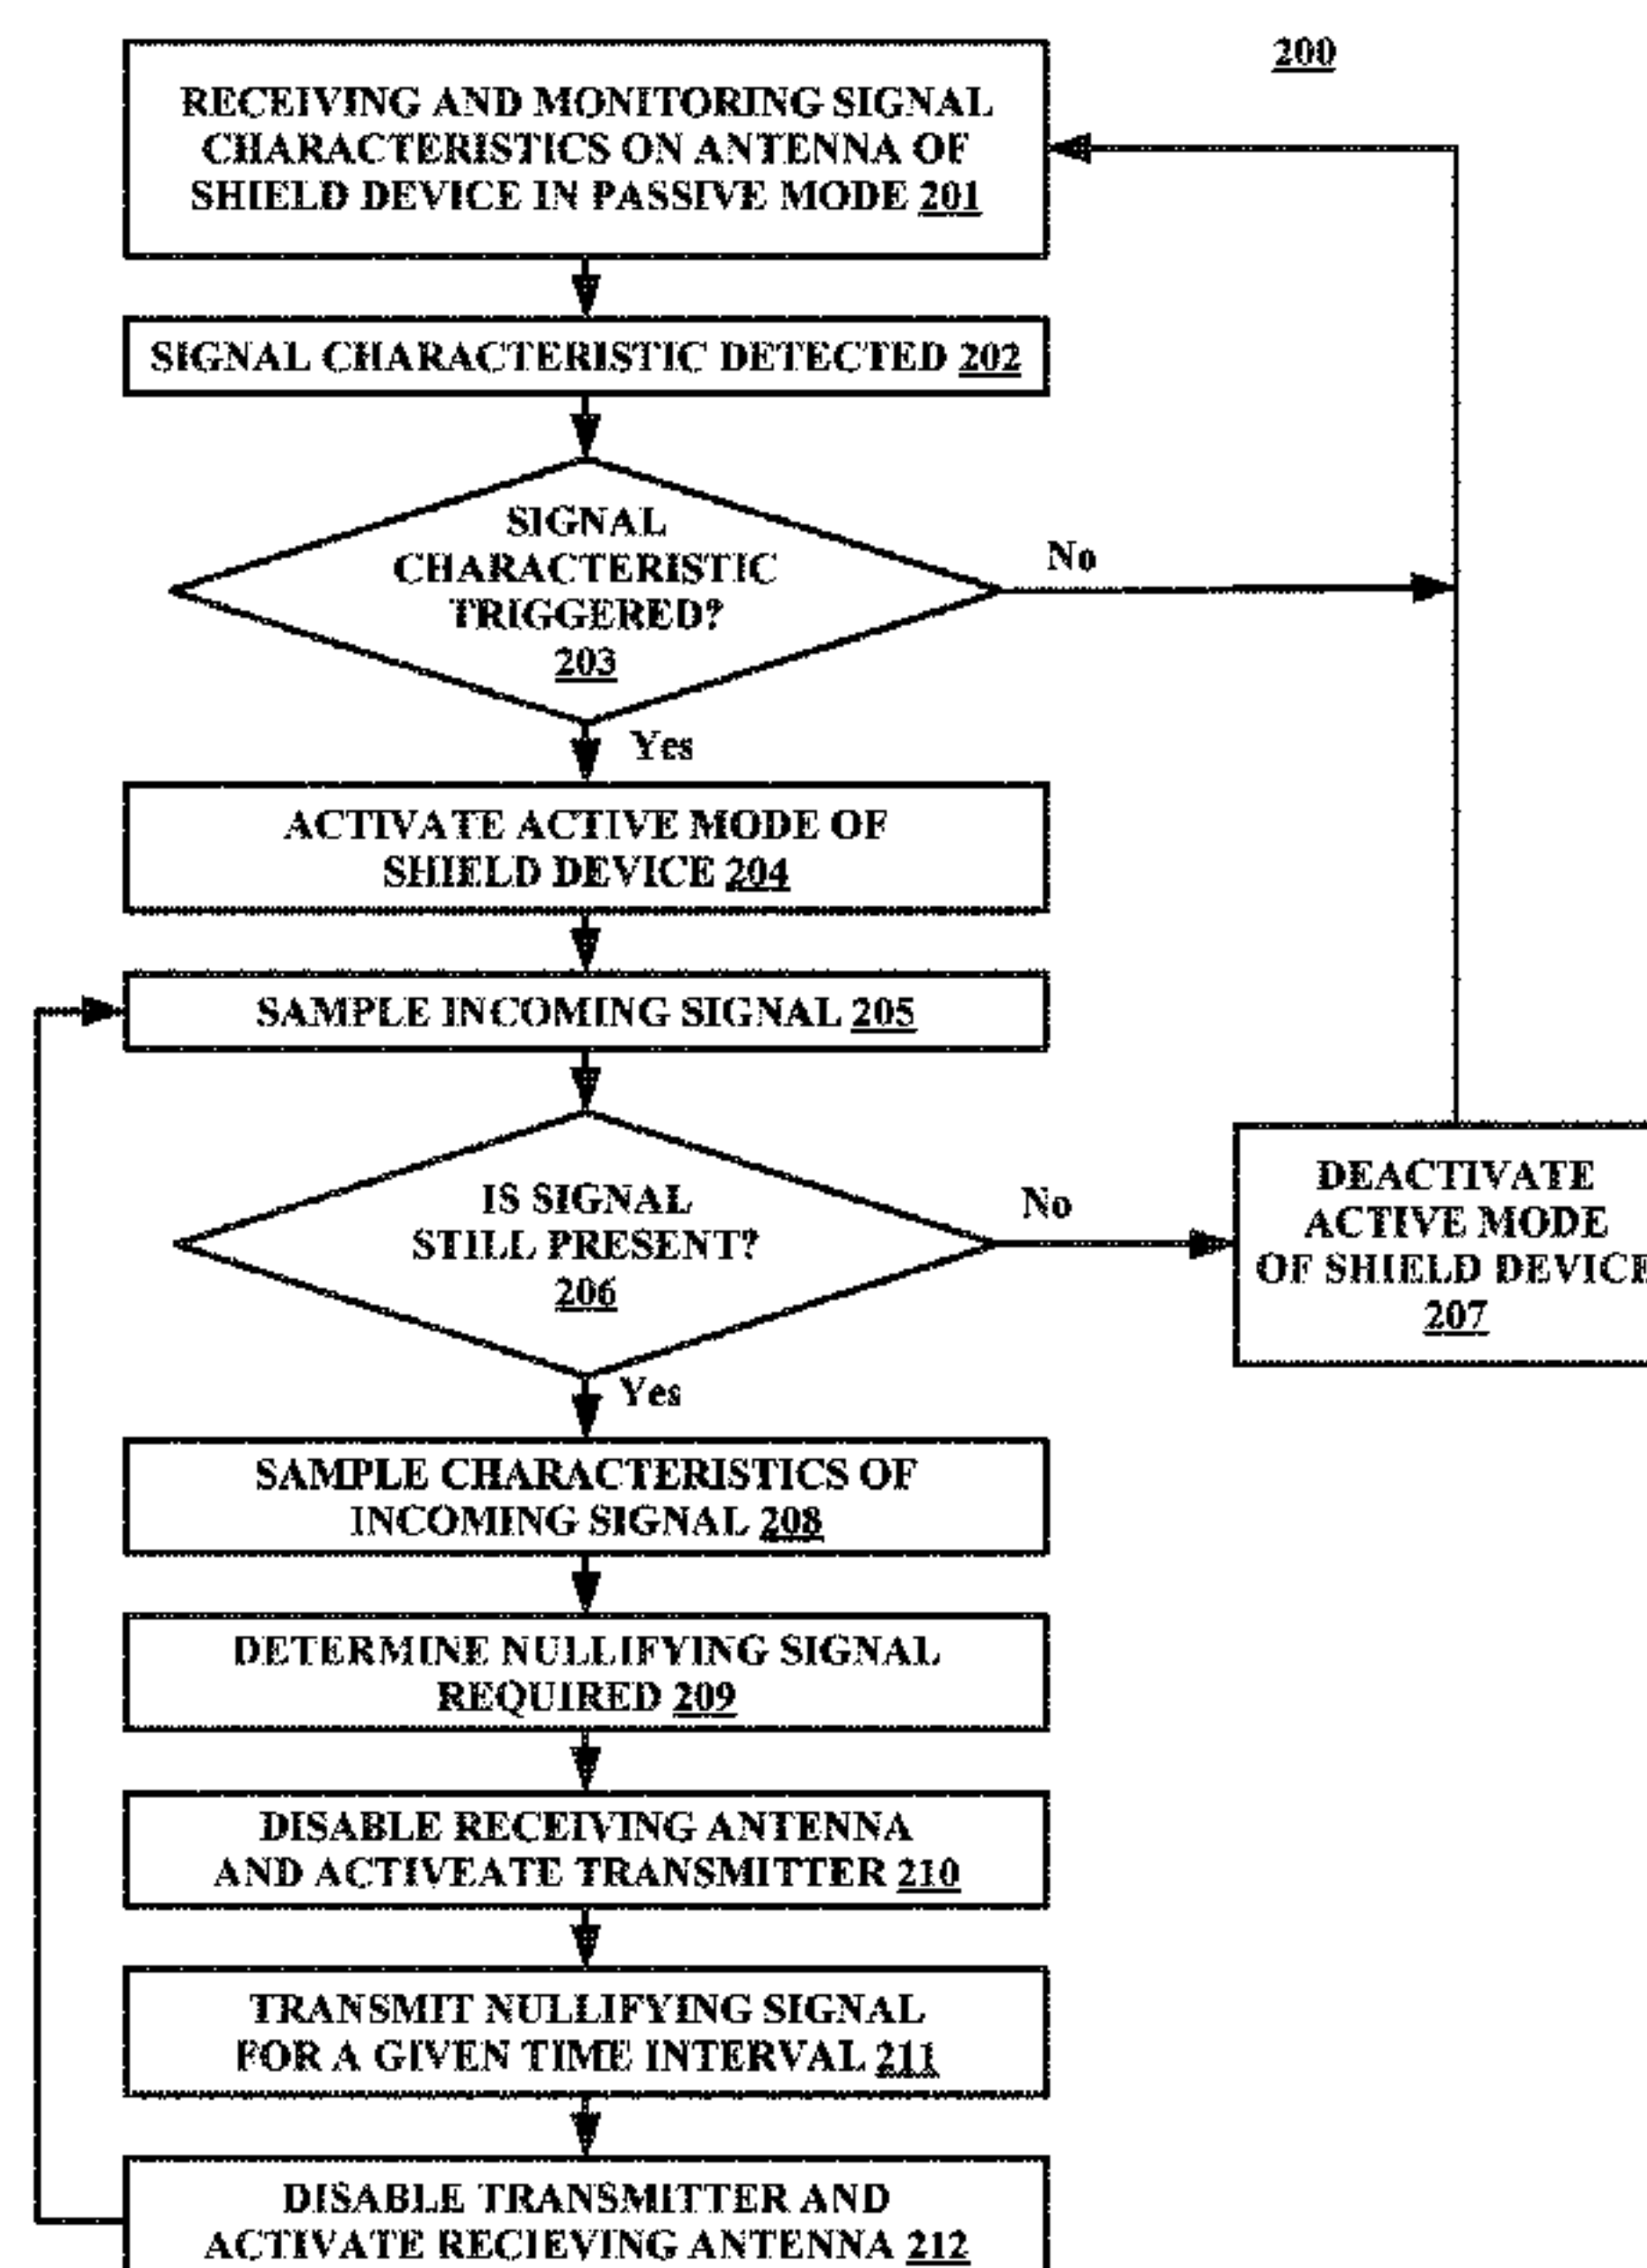 200
RECEIVING AND MONITORING SIGNAL
CHARACTERISTICS ON ANTENNA OF
SHIELD DEVICE IN PASSIVE MODE 201
SIGNAL CHARACTERISTIC DETECTED 202
SIGNAL
CHARACTERISTIC
TRIGGERED?
203
No
Yes
ACTIVATE ACTIVE MODE OF
SHIELD DEVICE 204
SAMPLE INCOMING SIGNAL 205
IS SIGNAL
STILL PRESENT?
206
No
DEACTIVATE
ACTIVE MODE
OF SHIELD DEVICE
207
Yes
SAMPLE CHARACTERISTICS OF
INCOMING SIGNAL 208
DETERMINE NULLIFYING SIGNAL
REQUIRED 209
DISABLE RECEIVING ANTENNA
AND ACTIVEATE TRANSMITTER 210
TRANSMIT NULLIFYING SIGNAL
FOR A GIVEN TIME INTERVAL 211
DISABLE TRANSMITTER AND
ACTIVATE RECIEVING ANTENNA 212